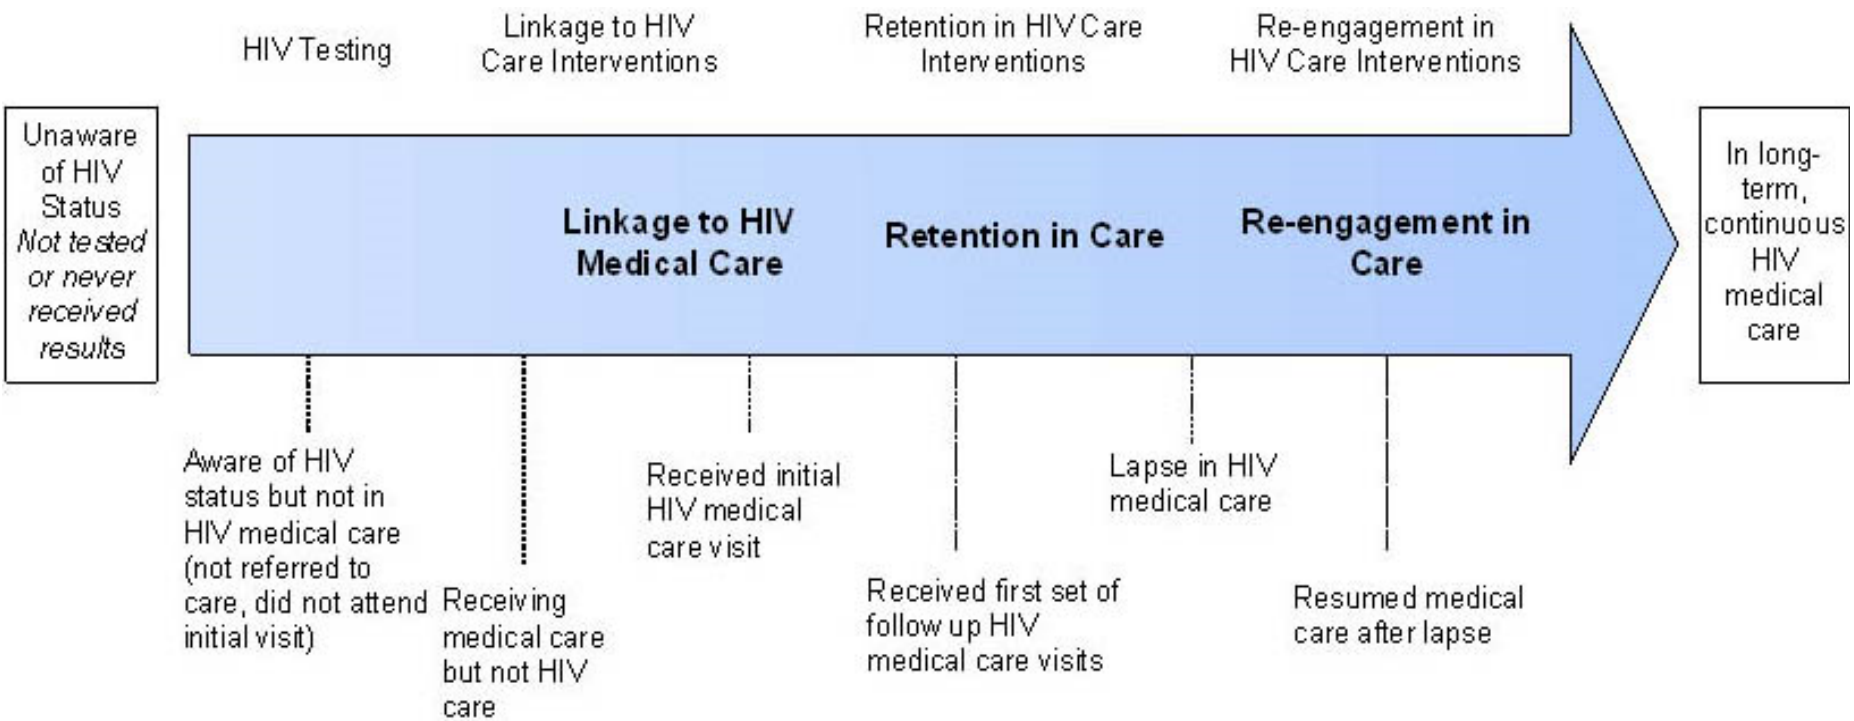 HIV Testing
Linkage to HIV
Care Interventions
Retention in HIV Care
Interventions
Re-engagement in
HIV Care Interventions
Unaware
of HIV
Status
Not tested
or never
received
results
Linkage to HIV
Medical Care
Retention in Care
Re-engagement in
Care
In long-
term,
continuous
HIV
medical
care
Aware of HIV
status but not in
HIV medical care
(not referred to
care, did not attend
initial visit)
Receiving
medical care
but not HIV
care
Received initial
HIV medical
care visit
Received first set of
follow up HIV
medical care visits
Lapse in HIV
medical care
Resumed medical
care after lapse